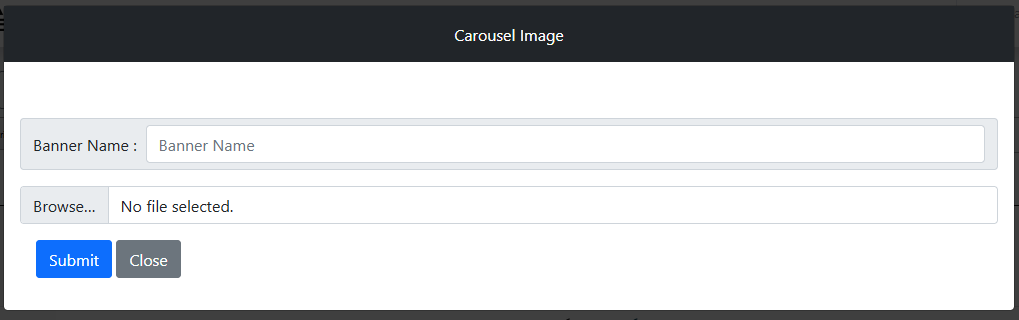 Carousel Image
Banner Name : Banner Name
Browse... No file selected.
Submit Close